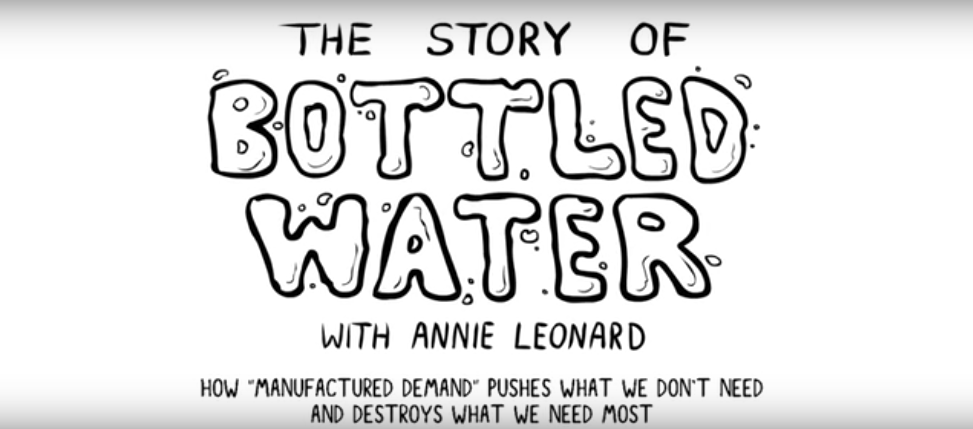 THE STORY OF
BOTTLED
WATER
WITH ANNIE LEONARD
HOW "MANUFACTURED DEMAND" PUSHES WHAT WE DON'T NEED
AND DESTROYS WHAT WE NEED MOST